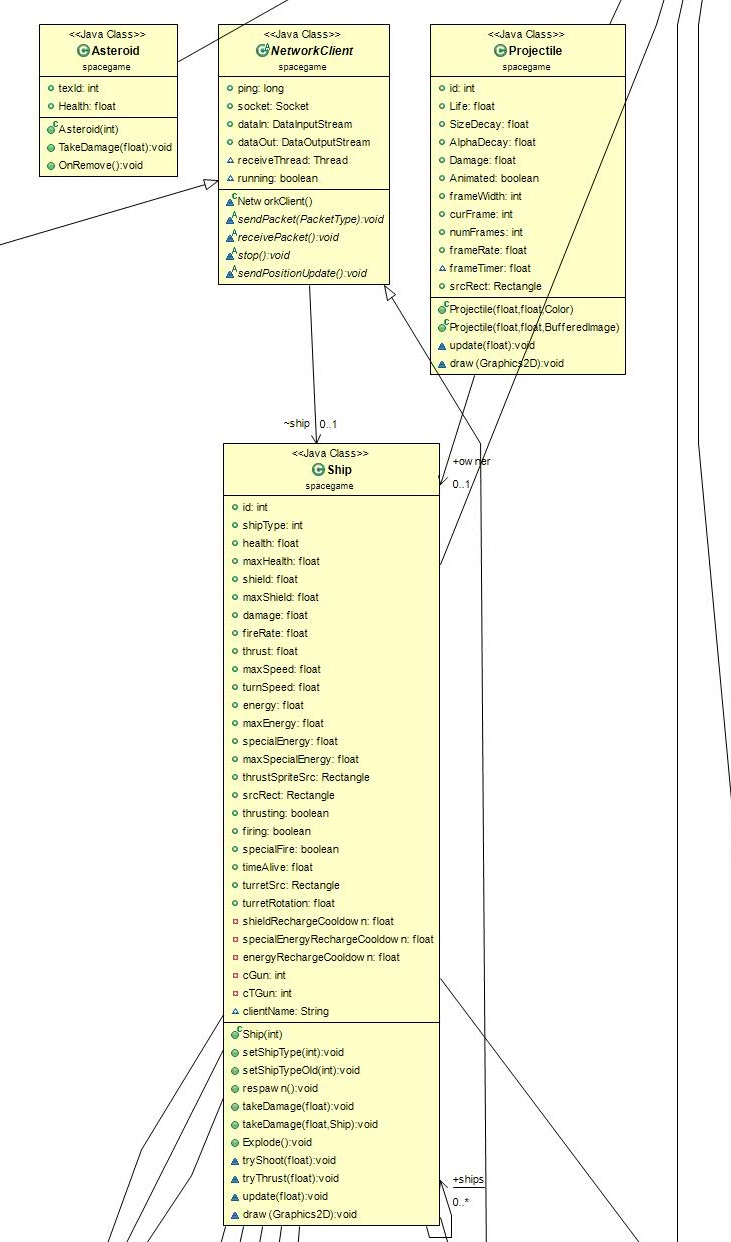 <<Java Class>>
Asteroid
spacegame
texId: int
Health: float
Asteroid(int)
TakeDamage(float):void
OnRemove():void
<<Java Class>>
NetworkClient
spacegame
ping: long
socket: Socket
dataIn: DataInputStream
dataOut: DataOutputStream
receiveThread: Thread
running: boolean
NetworkClient()
sendPacket(PacketType):void
receivePacket():void
stop():void
sendPositionUpdate():void
<<Java Class>>
Projectile
spacegame
id: int
Life: float
SizeDecay: float
AlphaDecay: float
Damage: float
Animated: boolean
frameWidth: int
curFrame: int
numFrames: int
frameRate: float
frameTimer: float
srcRect: Rectangle
Projectile(float,float,Color)
Projectile(float,float,BufferedImage)
update(float):void
draw(Graphics2D):void
~ship 0..1
+owner
0..1
<<Java Class>>
Ship
spacegame
id: int
shipType: int
health: float
maxHealth: float
shield: float
maxShield: float
damage: float
fireRate: float
thrust: float
maxSpeed: float
turnSpeed: float
energy: float
maxEnergy: float
specialEnergy: float
maxSpecialEnergy: float
thrustSpriteSrc: Rectangle
srcRect: Rectangle
thrusting: boolean
firing: boolean
specialFire: boolean
timeAlive: float
turretSrc: Rectangle
turretRotation: float
shieldRechargeCooldown: float
specialEnergyRechargeCooldown: float
energyRechargeCooldown: float
cGun: int
cTGun: int
clientName: String
Ship(int)
setShipType(int):void
setShipTypeOld(int):void
respawn():void
takeDamage(float):void
takeDamage(float,Ship):void
Explode():void
tryShoot(float):void
tryThrust(float):void
update(float):void
draw(Graphics2D):void
+ships
0..*